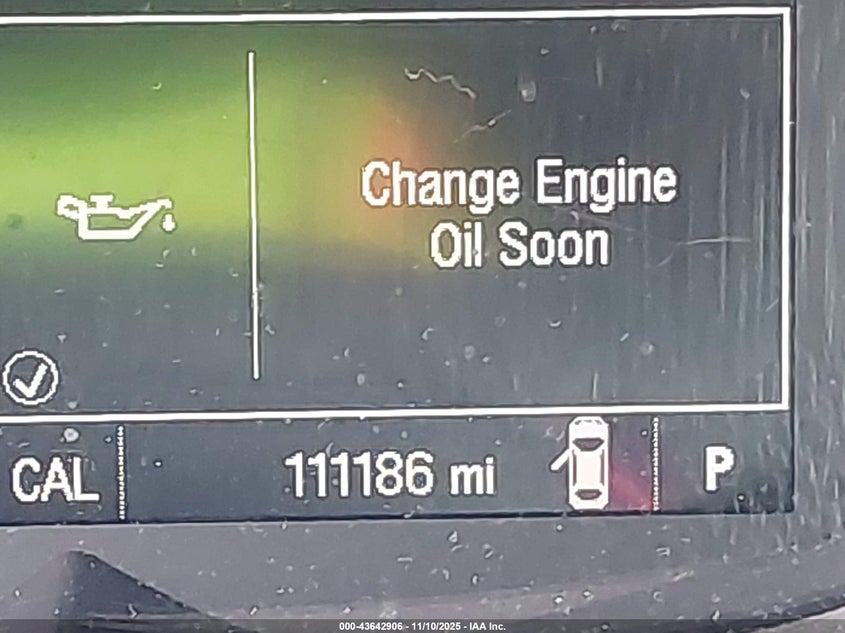 Change Engine
Oil Soon
CAL
111186 mi
P
000-43642906 - 11/10/2025 - IAA Inc.